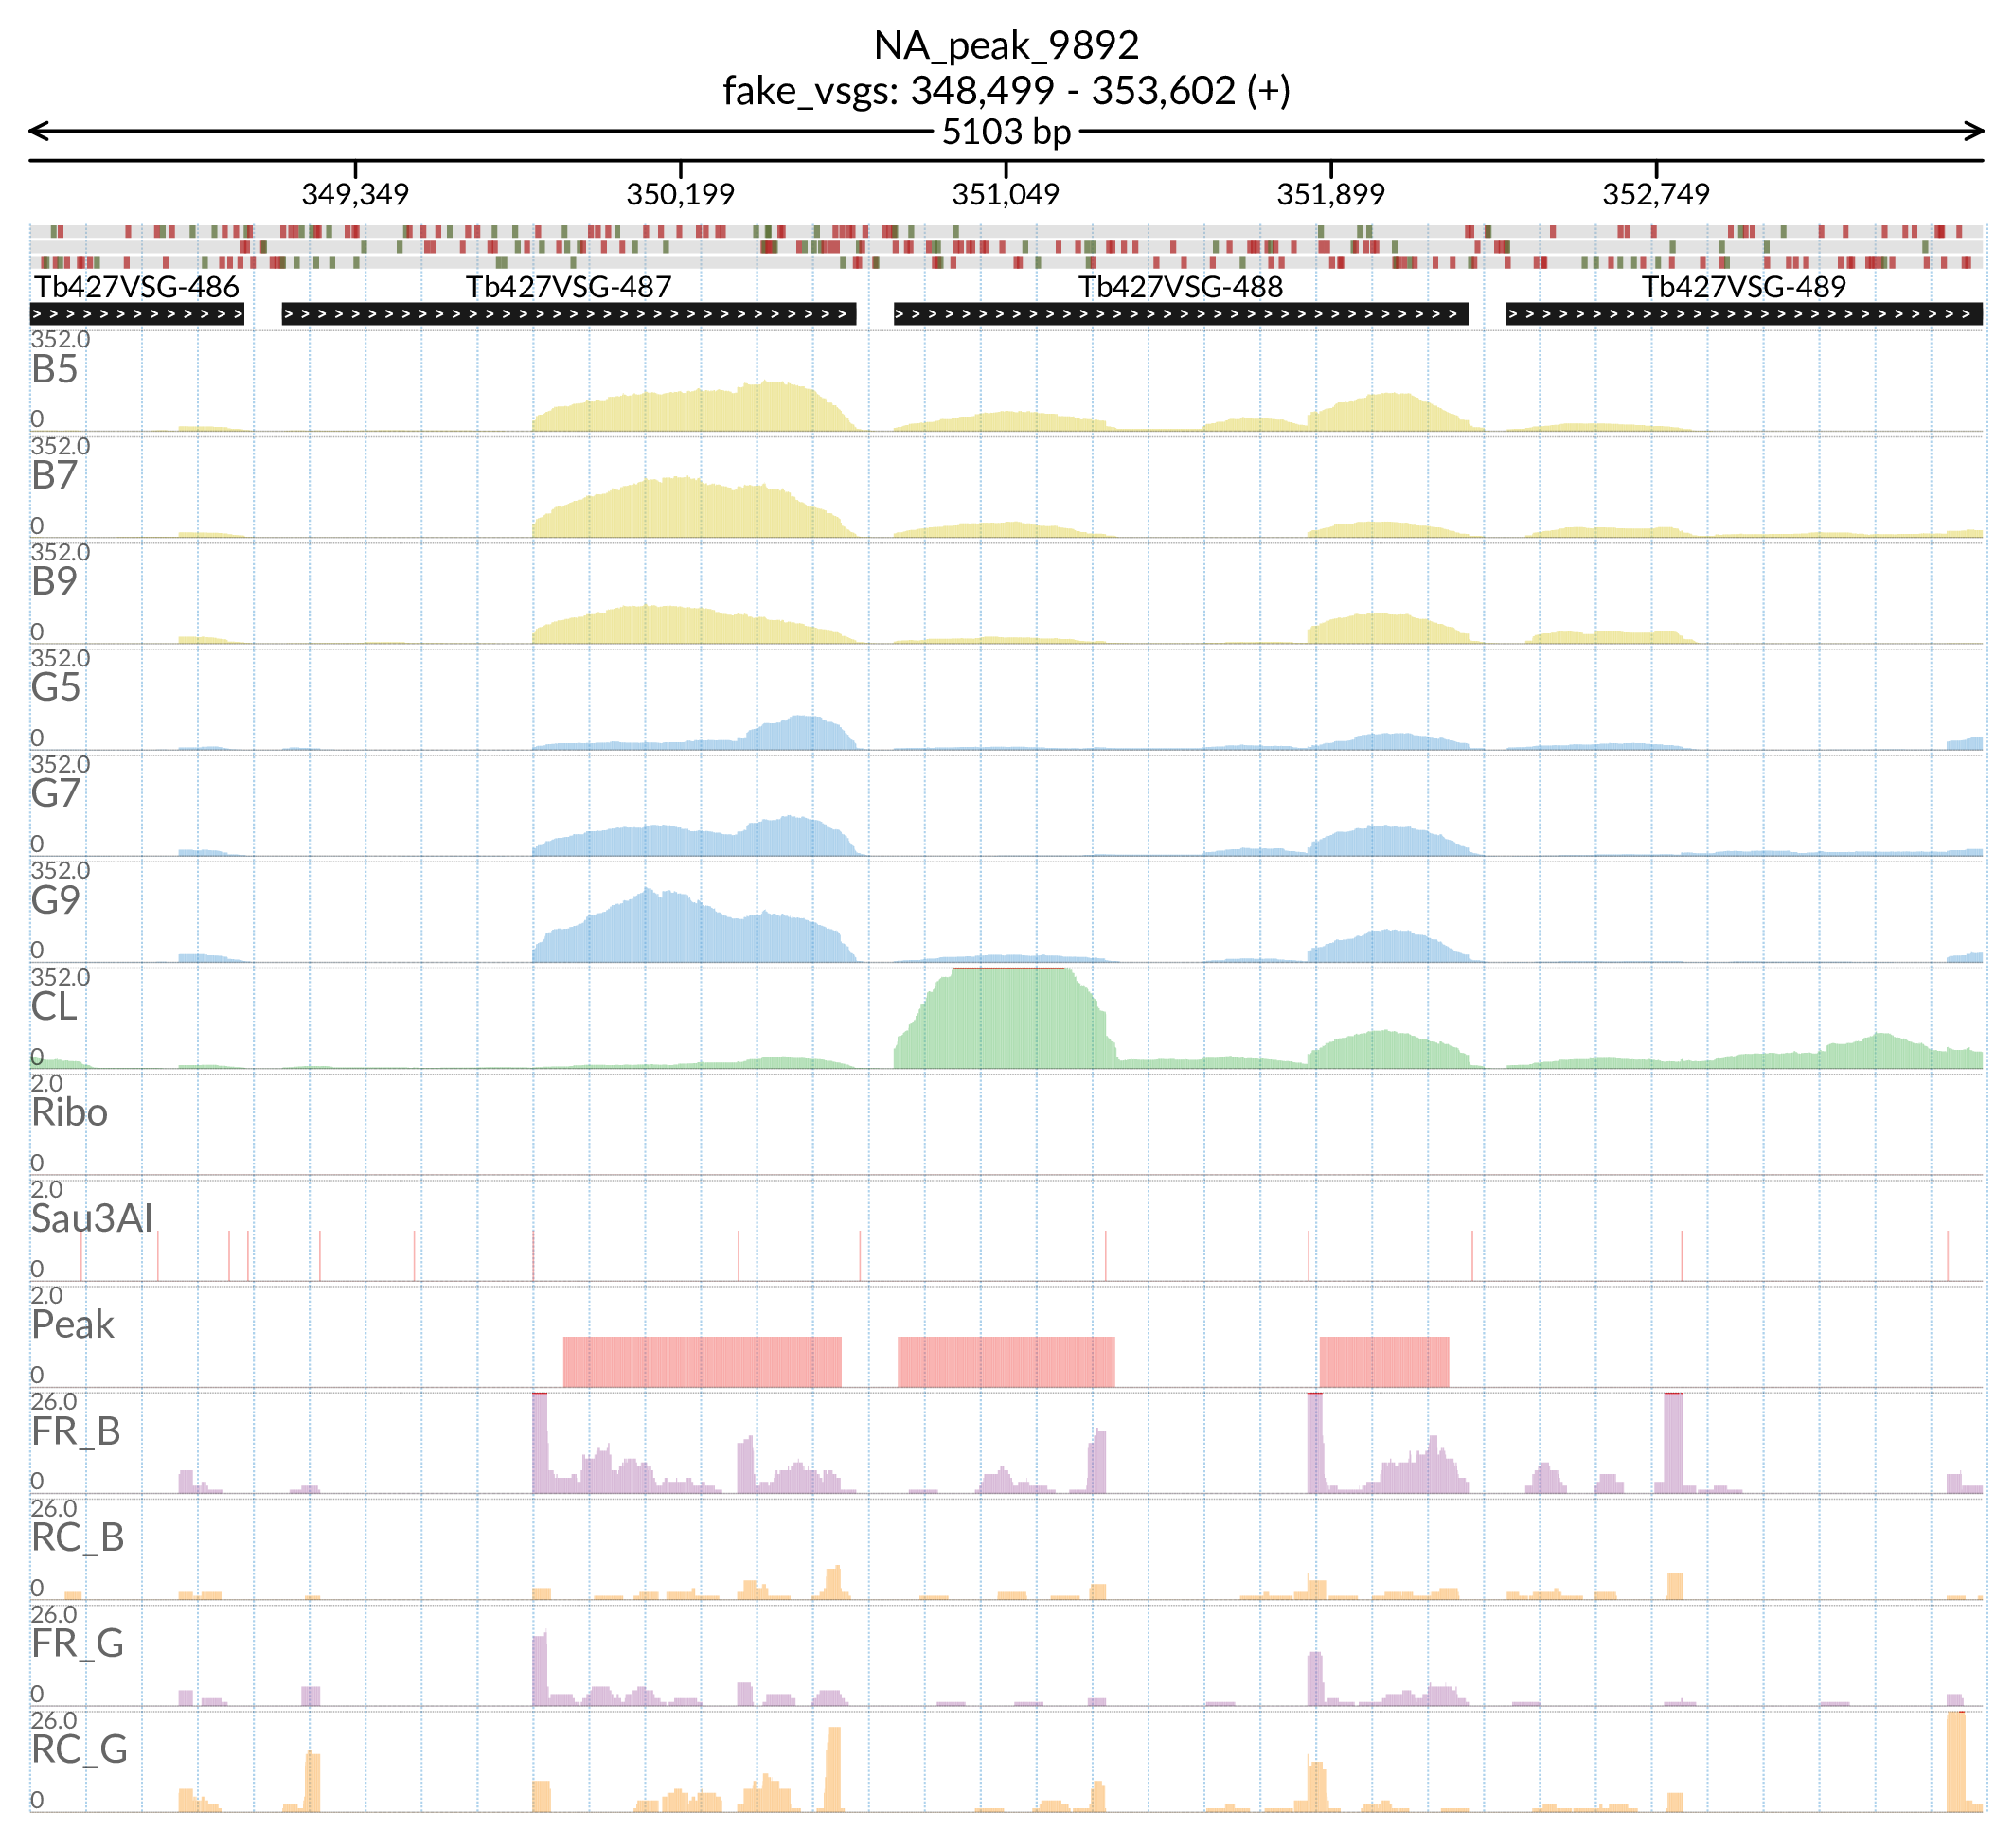 NA_peak_9892
fake_vsgs: 348,499 - 353,602 (+)
5103 bp
349,349 350,199 351,049 351,899 352,749
Tb427VSG-486 Tb427VSG-487 Tb427VSG-488 Tb427VSG-489
352.0
B5
0
352.0
B7
0
352.0
B9
0
352.0
G5
0
352.0
G7
0
352.0
G9
0
352.0
CL
0
2.0
Ribo
0
2.0
Sau3AI
0
2.0
Peak
0
26.0
FR_B
0
26.0
RC_B
0
26.0
FR_G
0
26.0
RC_G
0